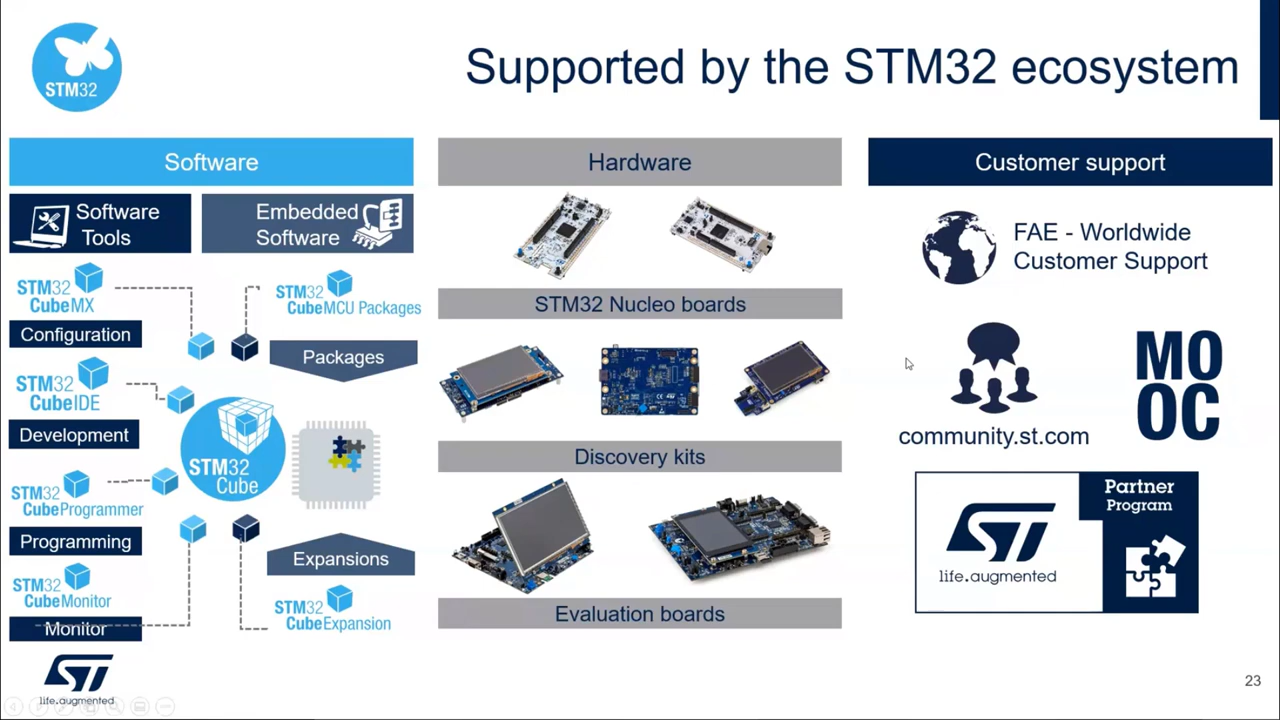 STM32
Supported by the STM32 ecosystem
Software
Software
Tools
Embedded
Software
STM32
CubeMX
Configuration
STM32
CubeIDE
Development
STM32
CubeProgrammer
Programming
STM32
CubeMonitor
Monitor
STM32
CubeMCU Packages
Packages
STM32
Cube
Expansions
STM32
CubeExpansion
Hardware
STM32 Nucleo boards
Discovery kits
Evaluation boards
Customer support
FAE - Worldwide
Customer Support
community.st.com
MO
OC
ST
life.augmented
Partner
Program
ST
life.augmented
23